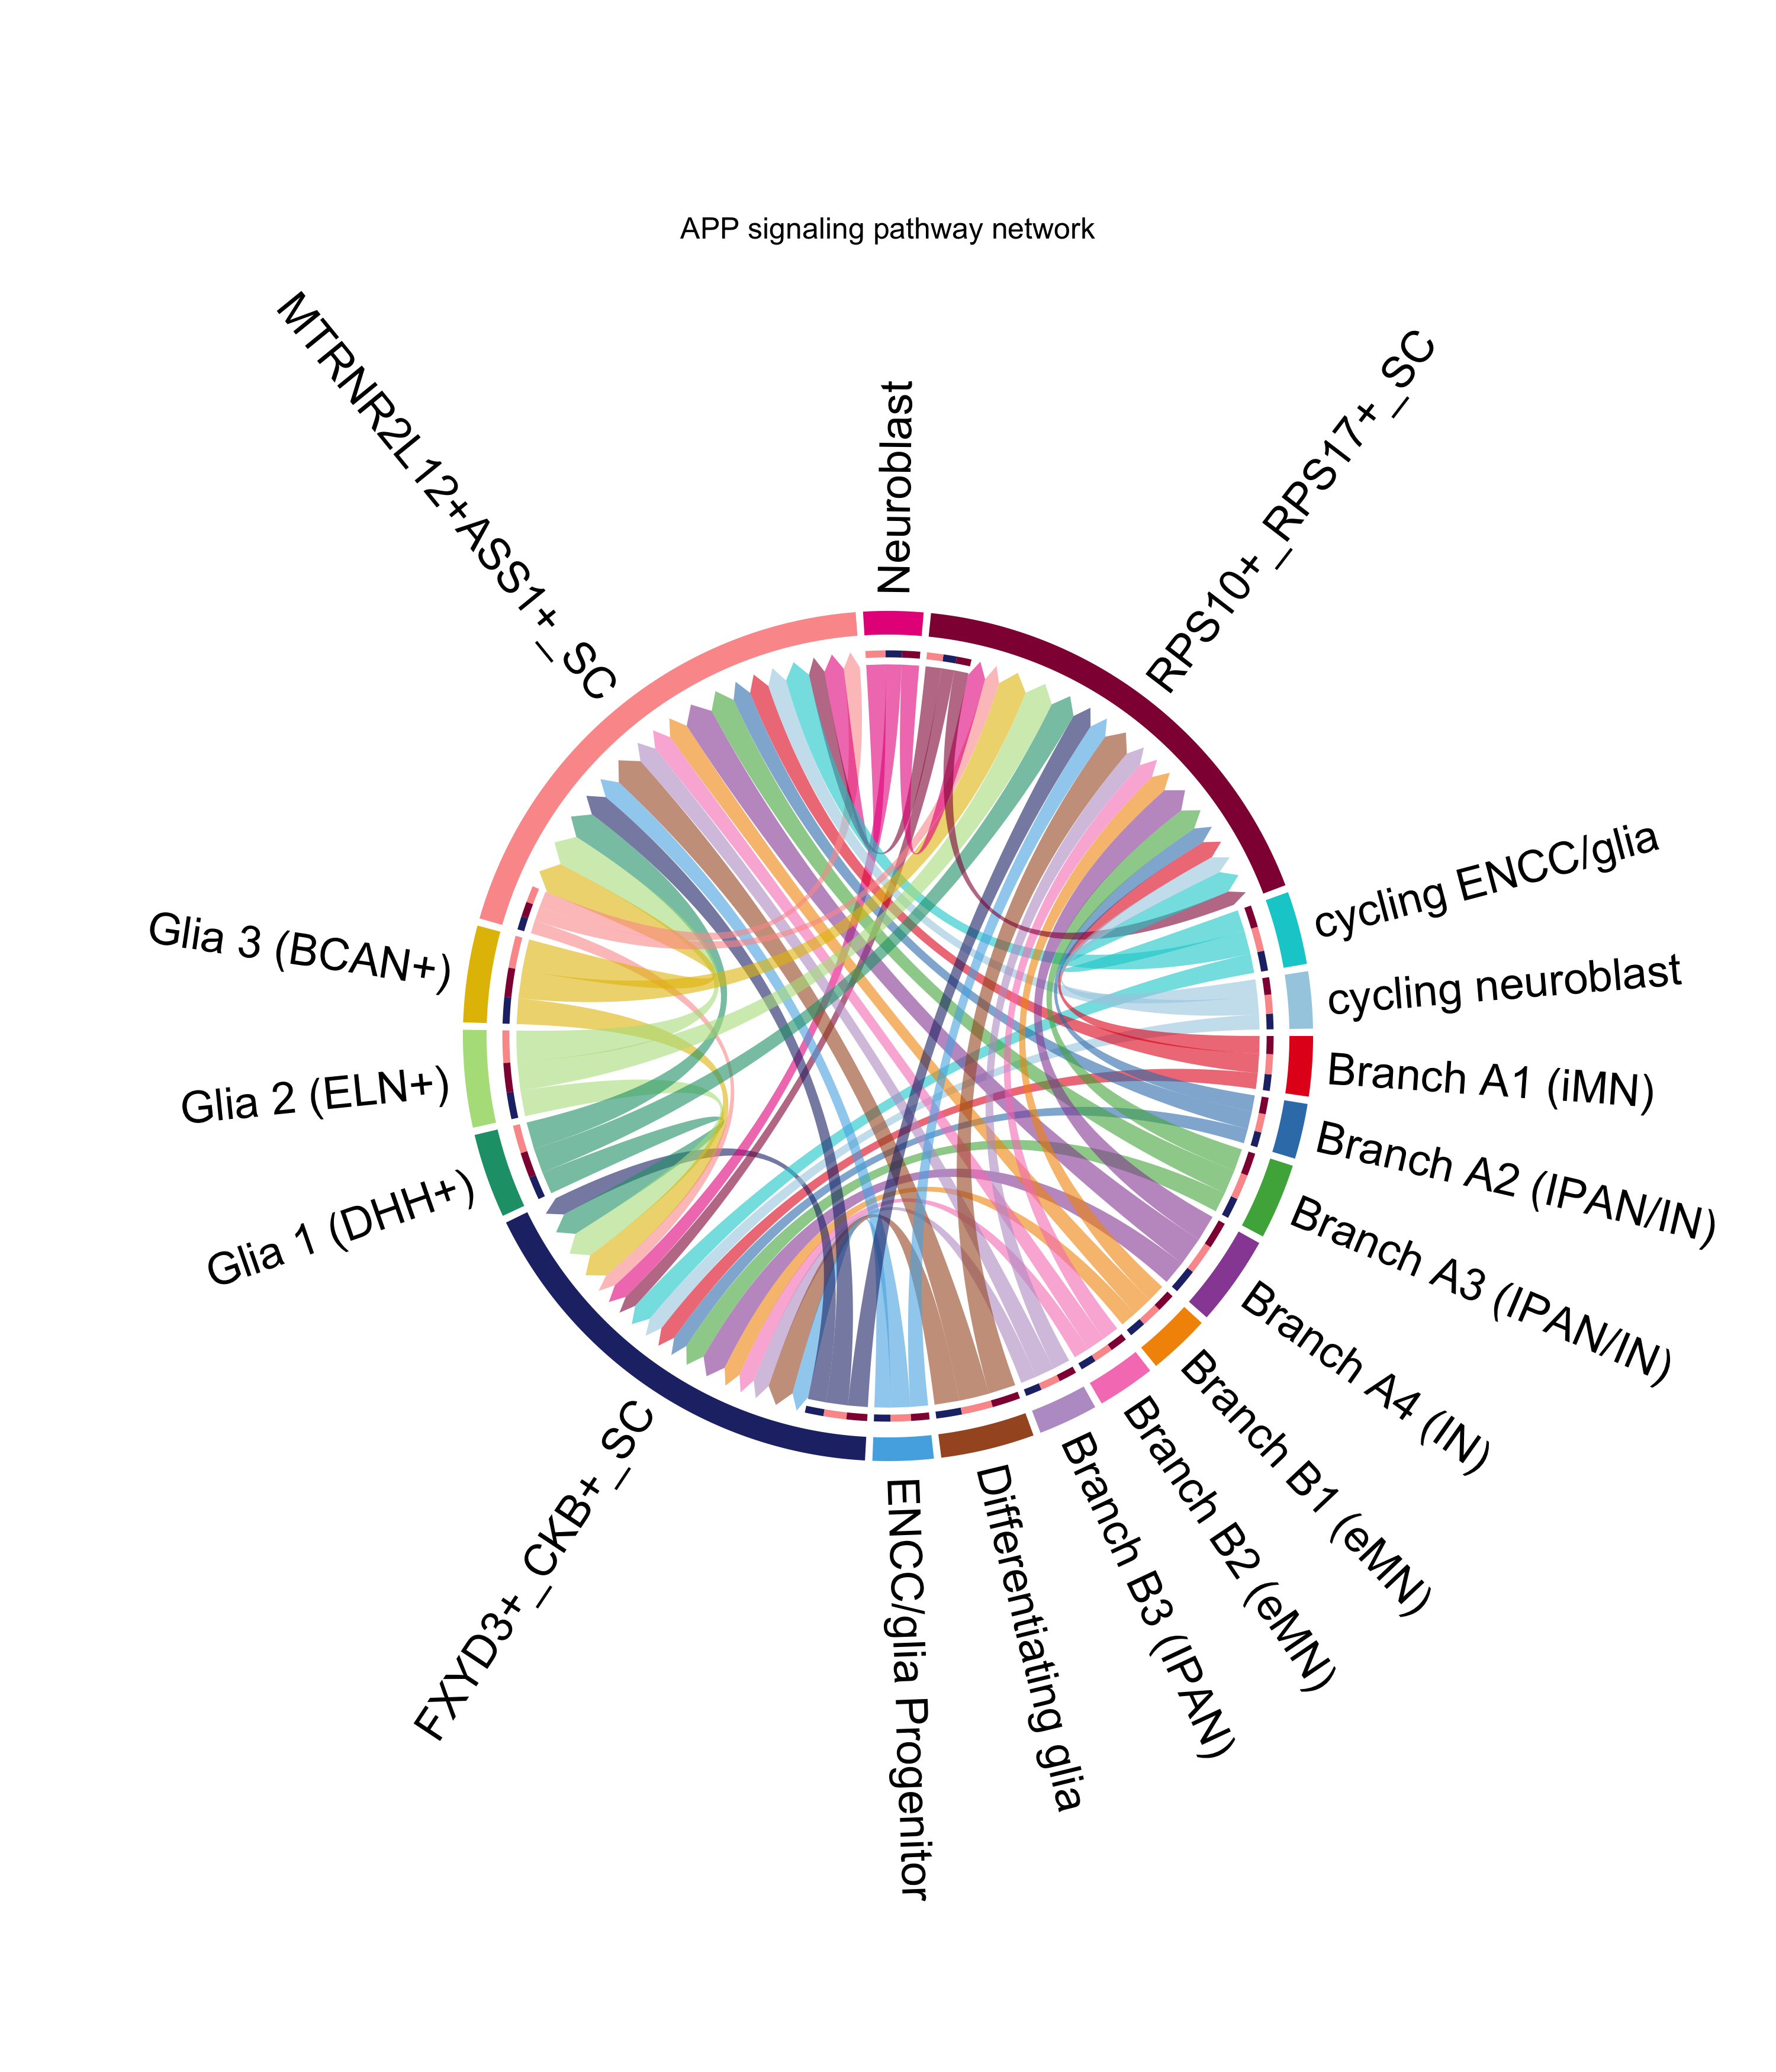 APP signaling pathway network
MTRNR2L12+ASS1+_SC
Neuroblast
RPS10+_RPS17+_SC
cycling ENCC/glia
cycling neuroblast
Branch A1 (iMN)
Branch A2 (IPAN/IN)
Branch A3 (IPAN/IN)
Branch A4 (IN)
Branch B1 (eMN)
Branch B2 (eMN)
Branch B3 (IPAN)
Differentiating glia
ENCC/glia Progenitor
FXYD3+_CKB+_SC
Glia 1 (DHH+)
Glia 2 (ELN+)
Glia 3 (BCAN+)